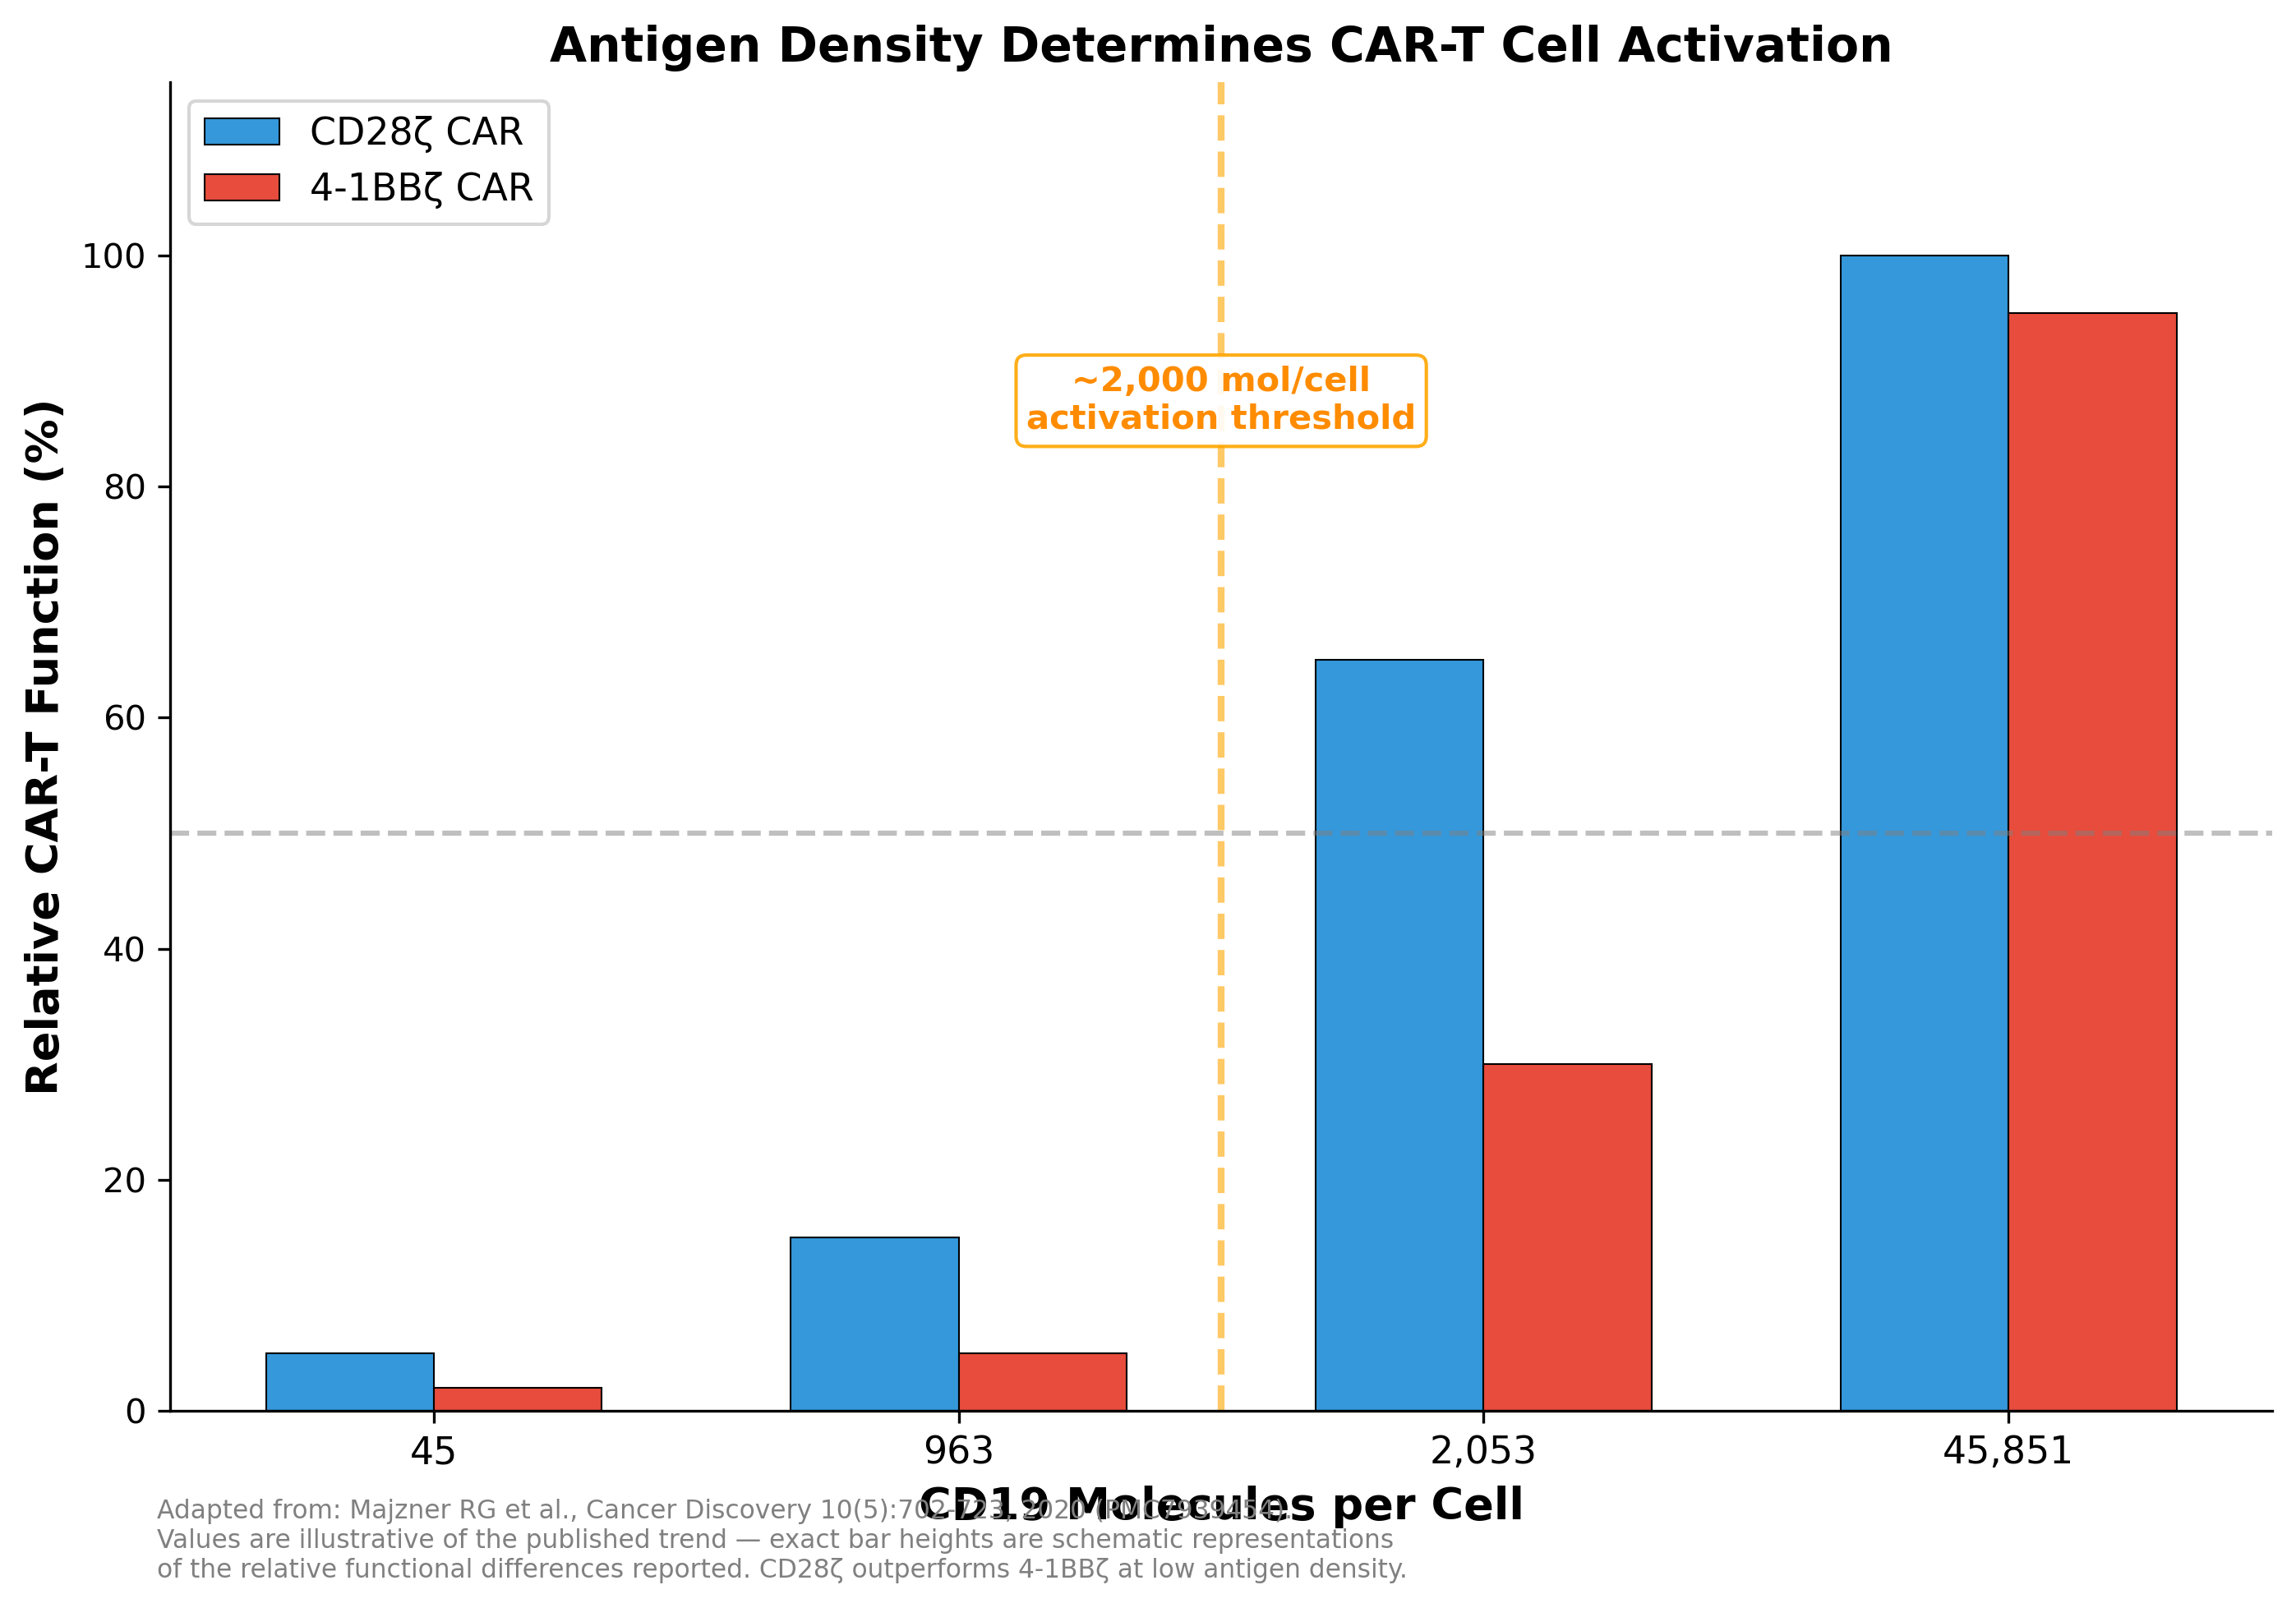 Antigen Density Determines CAR-T Cell Activation
CD28ζ CAR
4-1BBζ CAR
Relative CAR-T Function (%)
100
80
60
40
20
0
~2,000 mol/cell
activation threshold
45
963
2,053
45,851
CD19 Molecules per Cell
Adapted from: Majzner RG et al., Cancer Discovery 10(5):702-723, 2020 (PMC7939454).
Values are illustrative of the published trend — exact bar heights are schematic representations
of the relative functional differences reported. CD28ζ outperforms 4-1BBζ at low antigen density.